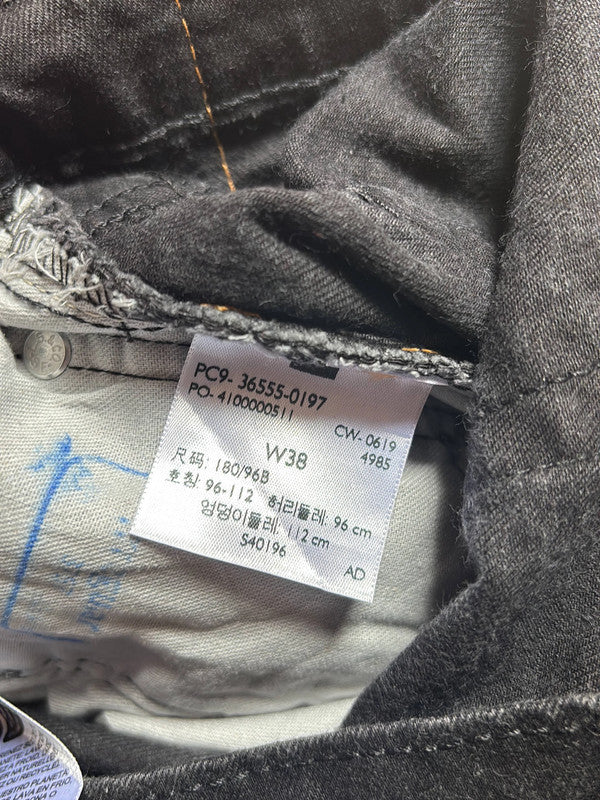 PC9- 36555-0197
PO-4100000511
CW-0619
4985
W38
尺码: 180/96B
호칭: 96-112 허리둘레: 96 cm
엉덩이둘레: 112 cm
S40196
AD